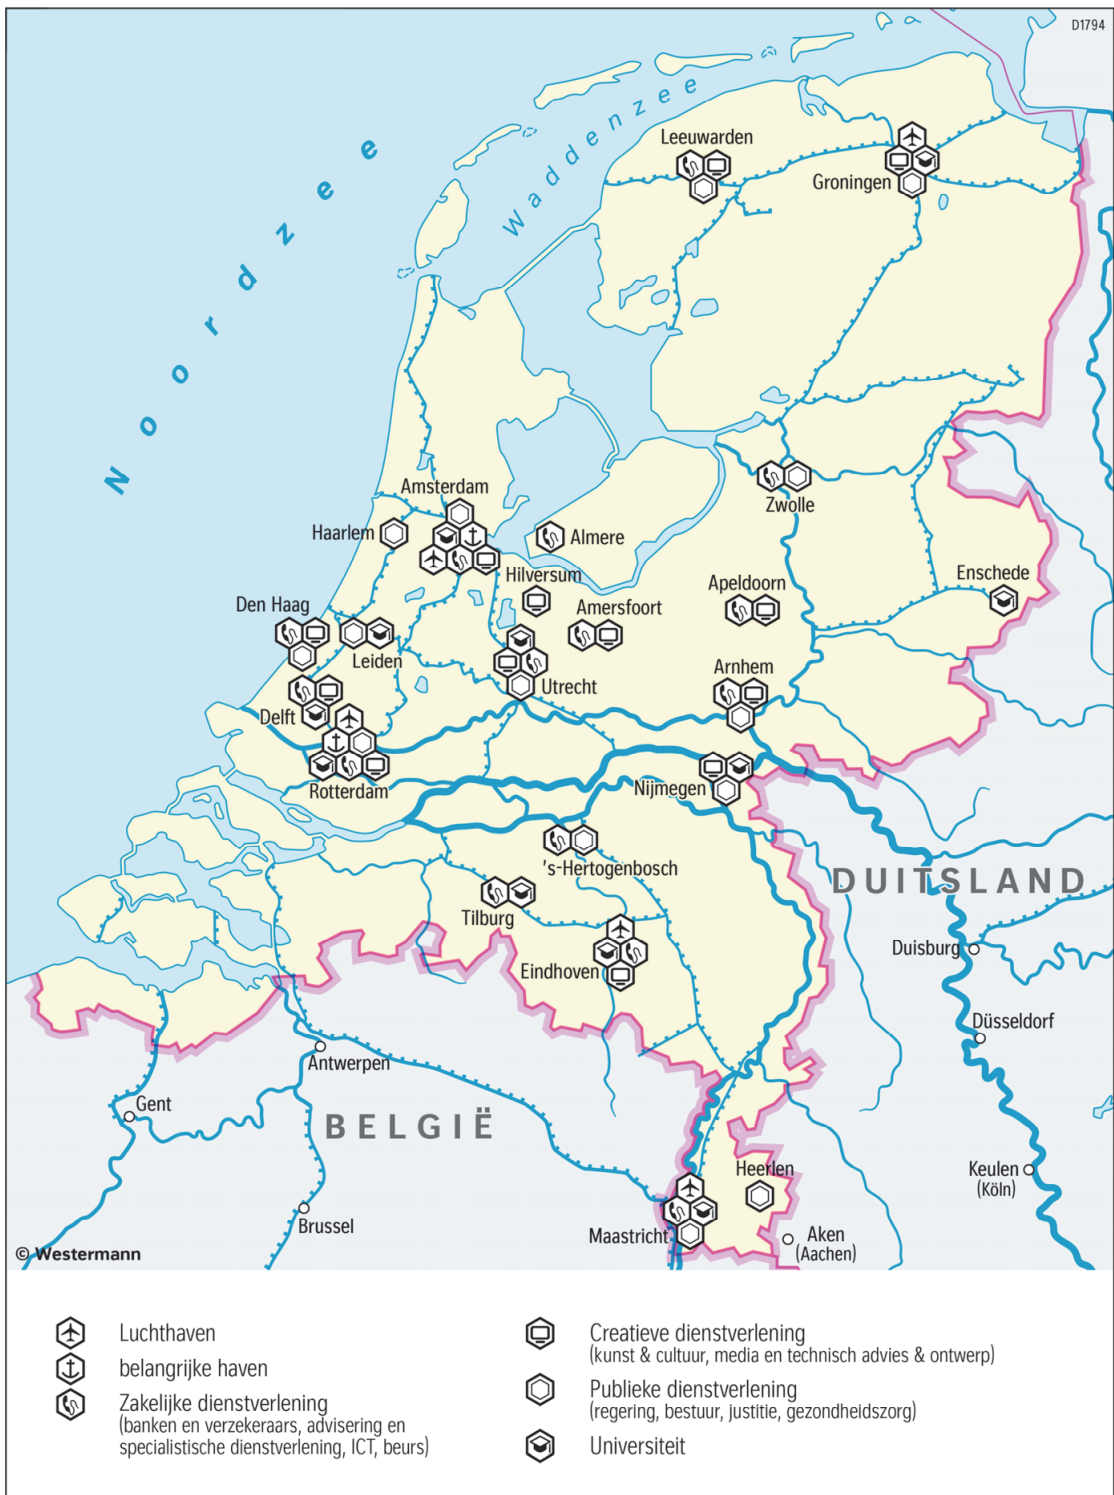 D1794
Noordzee
Waddenzee
Leeuwarden
Groningen
Amsterdam
Haarlem
Almere
Zwolle
Hilversum
Enschede
Apeldoorn
Den Haag
Amersfoort
Leiden
Arnhem
Utrecht
Delft
Nijmegen
Rotterdam
's-Hertogenbosch
DUITSLAND
Tilburg
Duisburg
Eindhoven
Düsseldorf
Antwerpen
Gent
BELGIË
Heerlen
Keulen
(Köln)
Brussel
Maastricht
Aken
(Aachen)
© Westermann
Luchthaven
belangrijke haven
Zakelijke dienstverlening
(banken en verzekeraars, advisering en
specialistische dienstverlening, ICT, beurs)
Creatieve dienstverlening
(kunst & cultuur, media en technisch advies & ontwerp)
Publieke dienstverlening
(regering, bestuur, justitie, gezondheidszorg)
Universiteit